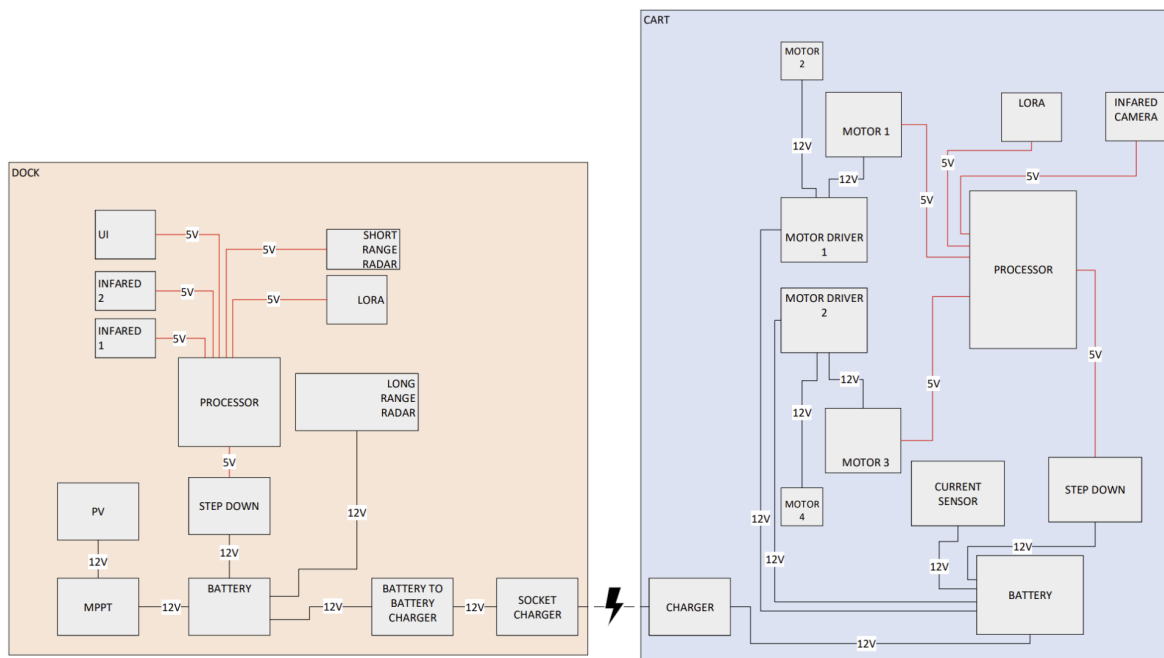 CART
MOTOR
2
MOTOR 1
LORA
INFARED
CAMERA
12V
12V
5V
5V
5V
MOTOR DRIVER
1
PROCESSOR
MOTOR DRIVER
2
12V
12V
5V
5V
MOTOR 3
MOTOR
4
CURRENT
SENSOR
STEP DOWN
12V
12V
12V
12V
BATTERY
CHARGER
12V
DOCK
UI
5V
5V
SHORT
RANGE
RADAR
INFARED
2
5V
5V
LORA
INFARED
1
5V
PROCESSOR
LONG
RANGE
RADAR
5V
PV
STEP DOWN
12V
12V
12V
MPPT
12V
BATTERY
12V
BATTERY TO
BATTERY
CHARGER
12V
SOCKET
CHARGER